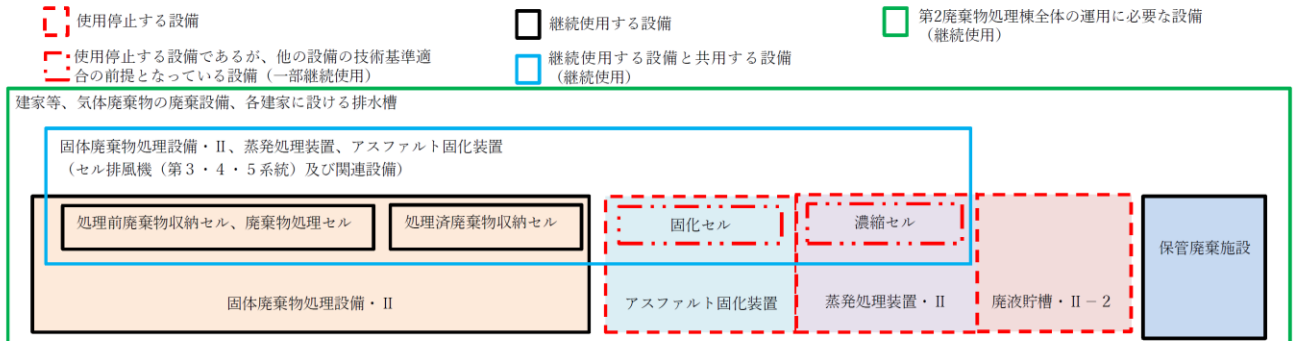 使用停止する設備
継続使用する設備
第2廃棄物処理棟全体の運用に必要な設備
（継続使用）
使用停止する設備であるが、他の設備の技術基準適
合の前提となっている設備（一部継続使用）
継続使用する設備と共用する設備
（継続使用）
建家等、気体廃棄物の廃棄設備、各建家に設ける排水槽
固体廃棄物処理設備・Ⅱ、蒸発処理装置、アスファルト固化装置
（セル排風機（第３・４・５系統）及び関連設備）
処理前廃棄物収納セル、廃棄物処理セル
処理済廃棄物収納セル
固化セル
濃縮セル
保管廃棄施設
固体廃棄物処理設備・Ⅱ
アスファルト固化装置
蒸発処理装置・Ⅱ
廃液貯槽・Ⅱ－２